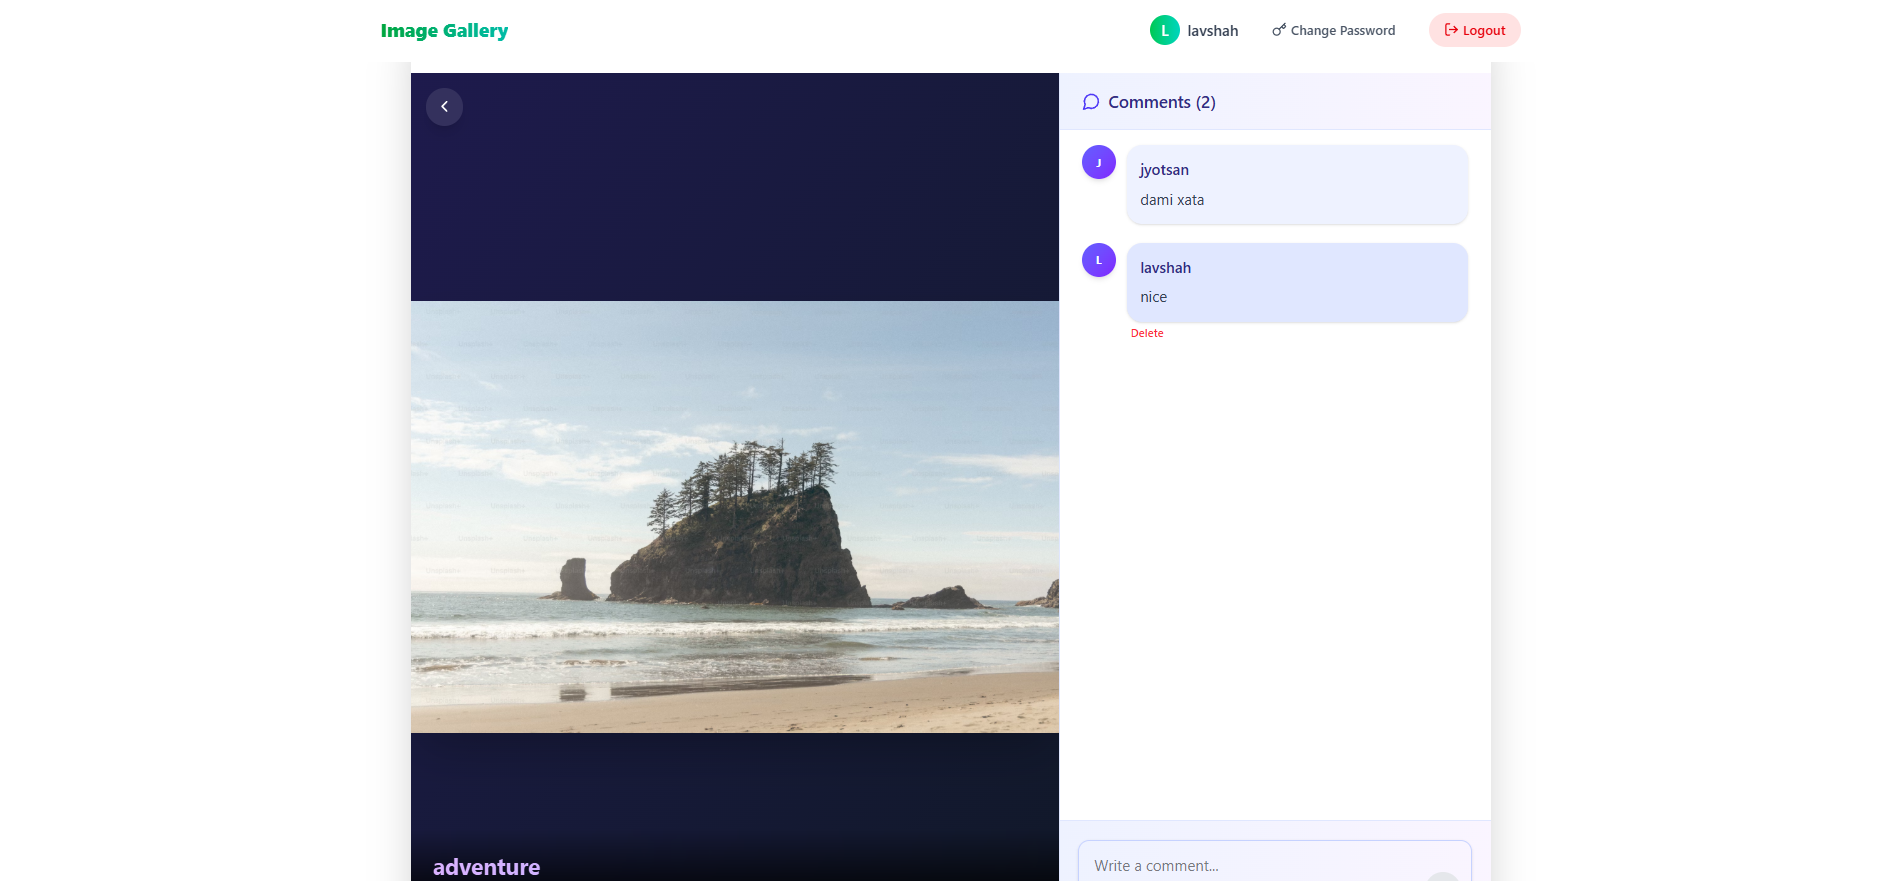 Image Gallery
L lavshah
Change Password
Logout
Comments (2)
J
jyotsan
dami xata
L
lavshah
nice
Delete
adventure
Write a comment...